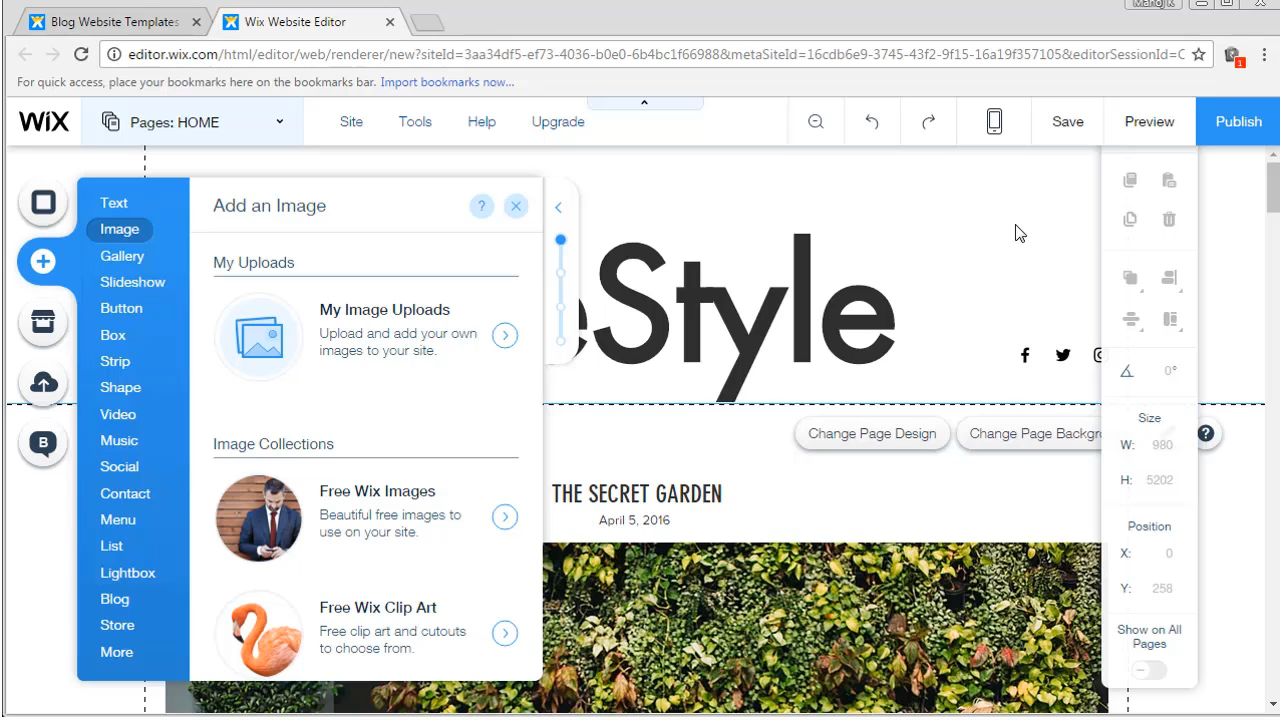 Manoj K
Blog Website Templates
Wix Website Editor
editor.wix.com/html/editor/web/renderer/new?siteId=3aa34df5-ef73-4036-b0e0-6b4bc1f66988&metaSiteId=16cdb6e9-3745-43f2-9f15-16a19f357105&editorSessionId=C
1
For quick access, place your bookmarks here on the bookmarks bar. Import bookmarks now...
WiX Pages: HOME Site Tools Help Upgrade Save Preview Publish
Text
Image
Gallery
Slideshow
Button
Box
Strip
Shape
Video
Music
Social
Contact
Menu
List
Lightbox
Blog
Store
More
B
Add an Image ?
My Uploads
My Image Uploads
Upload and add your own
images to your site.
Image Collections
Free Wix Images
Beautiful free images to
use on your site.
Free Wix Clip Art
Free clip art and cutouts
to choose from.
eStyle
Change Page Design Change Page Backgro ?
THE SECRET GARDEN
April 5, 2016
0°
Size
W: 980
H: 5202
Position
X: 0
Y: 258
Show on All
Pages